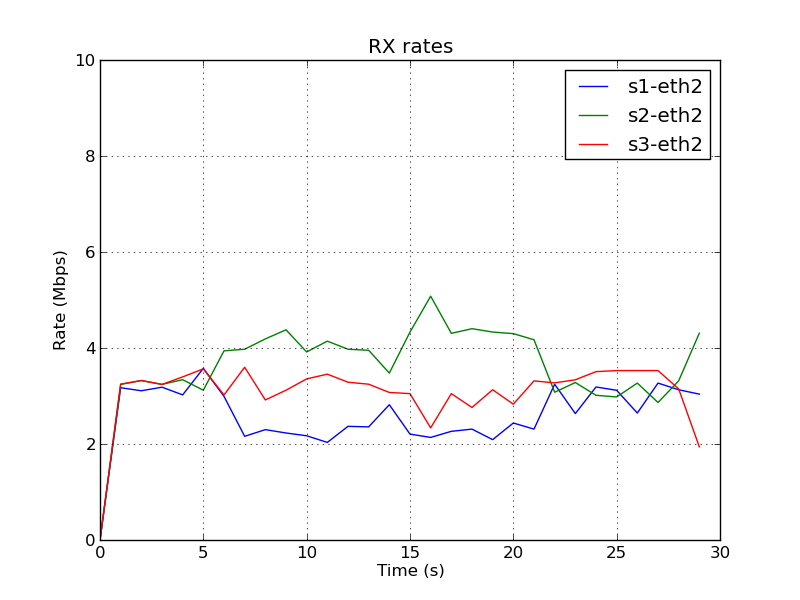 RX rates
s1-eth2
s2-eth2
s3-eth2
10
8
6
4
2
0
Rate (Mbps)
0 5 10 15 20 25 30
Time (s)